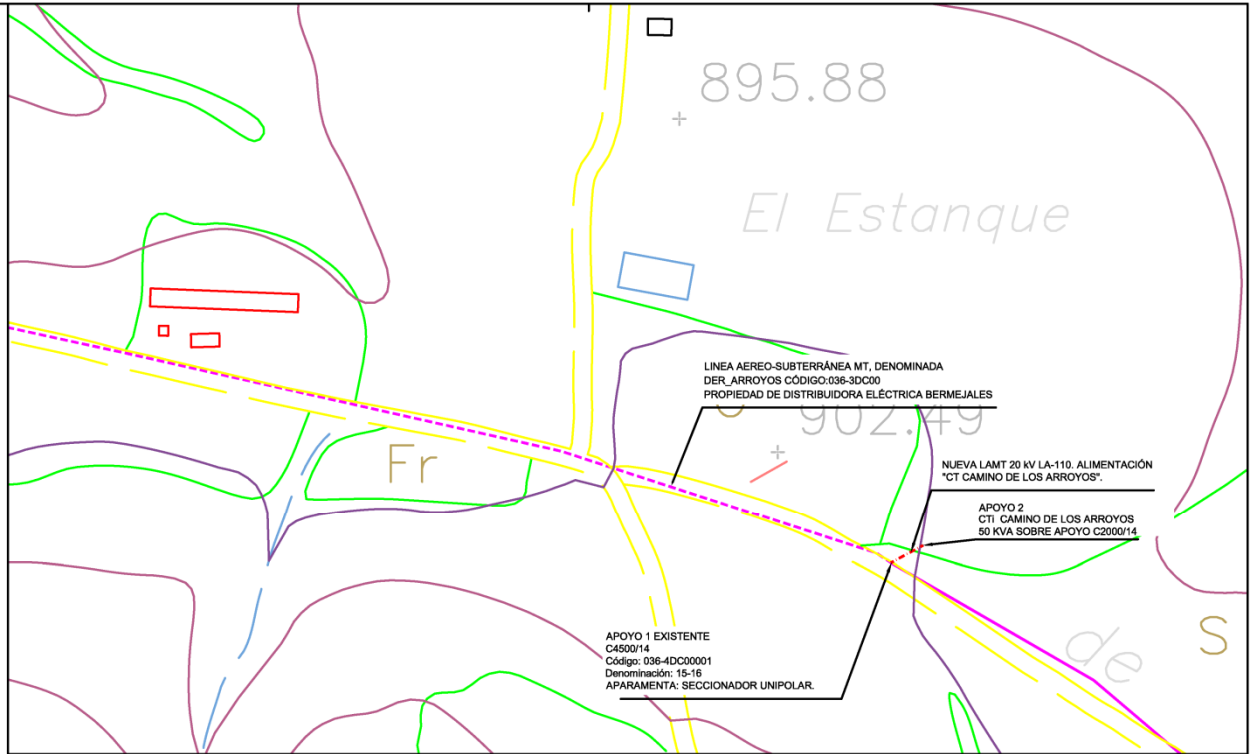 895.88
El Estanque
LINEA AEREO-SUBTERRÁNEA MT, DENOMINADA
DER_ARROYOS CÓDIGO:036-3DC00
PROPIEDAD DE DISTRIBUIDORA ELÉCTRICA BERMEJALES
902.49
Fr
NUEVA LAMT 20 kV LA-110. ALIMENTACIÓN
"CT CAMINO DE LOS ARROYOS".
APOYO 2
CTi CAMINO DE LOS ARROYOS
50 KVA SOBRE APOYO C2000/14
APOYO 1 EXISTENTE
C4500/14
Código: 036-4DC00001
Denominación: 15-16
APARAMENTA: SECCIONADOR UNIPOLAR.
de
S